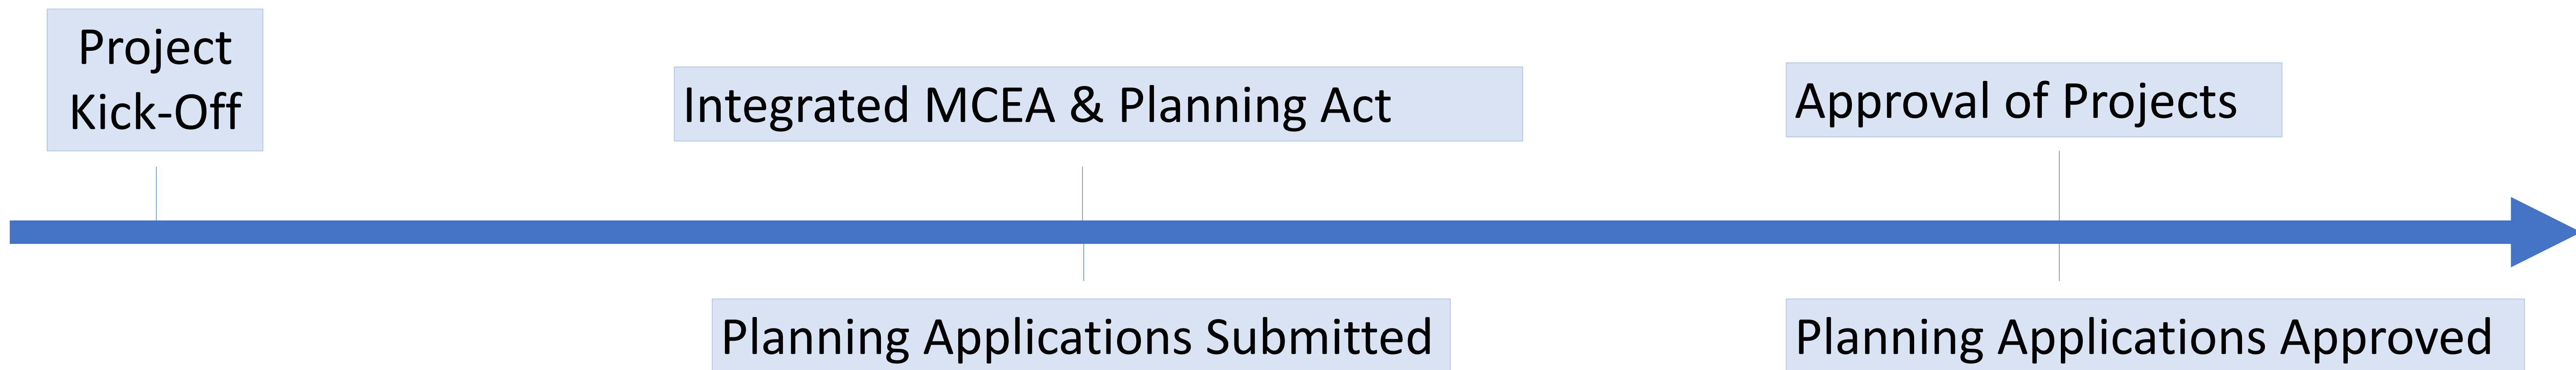 Project
Kick-Off
Integrated MCEA & Planning Act
Approval of Projects
Planning Applications Submitted
Planning Applications Approved